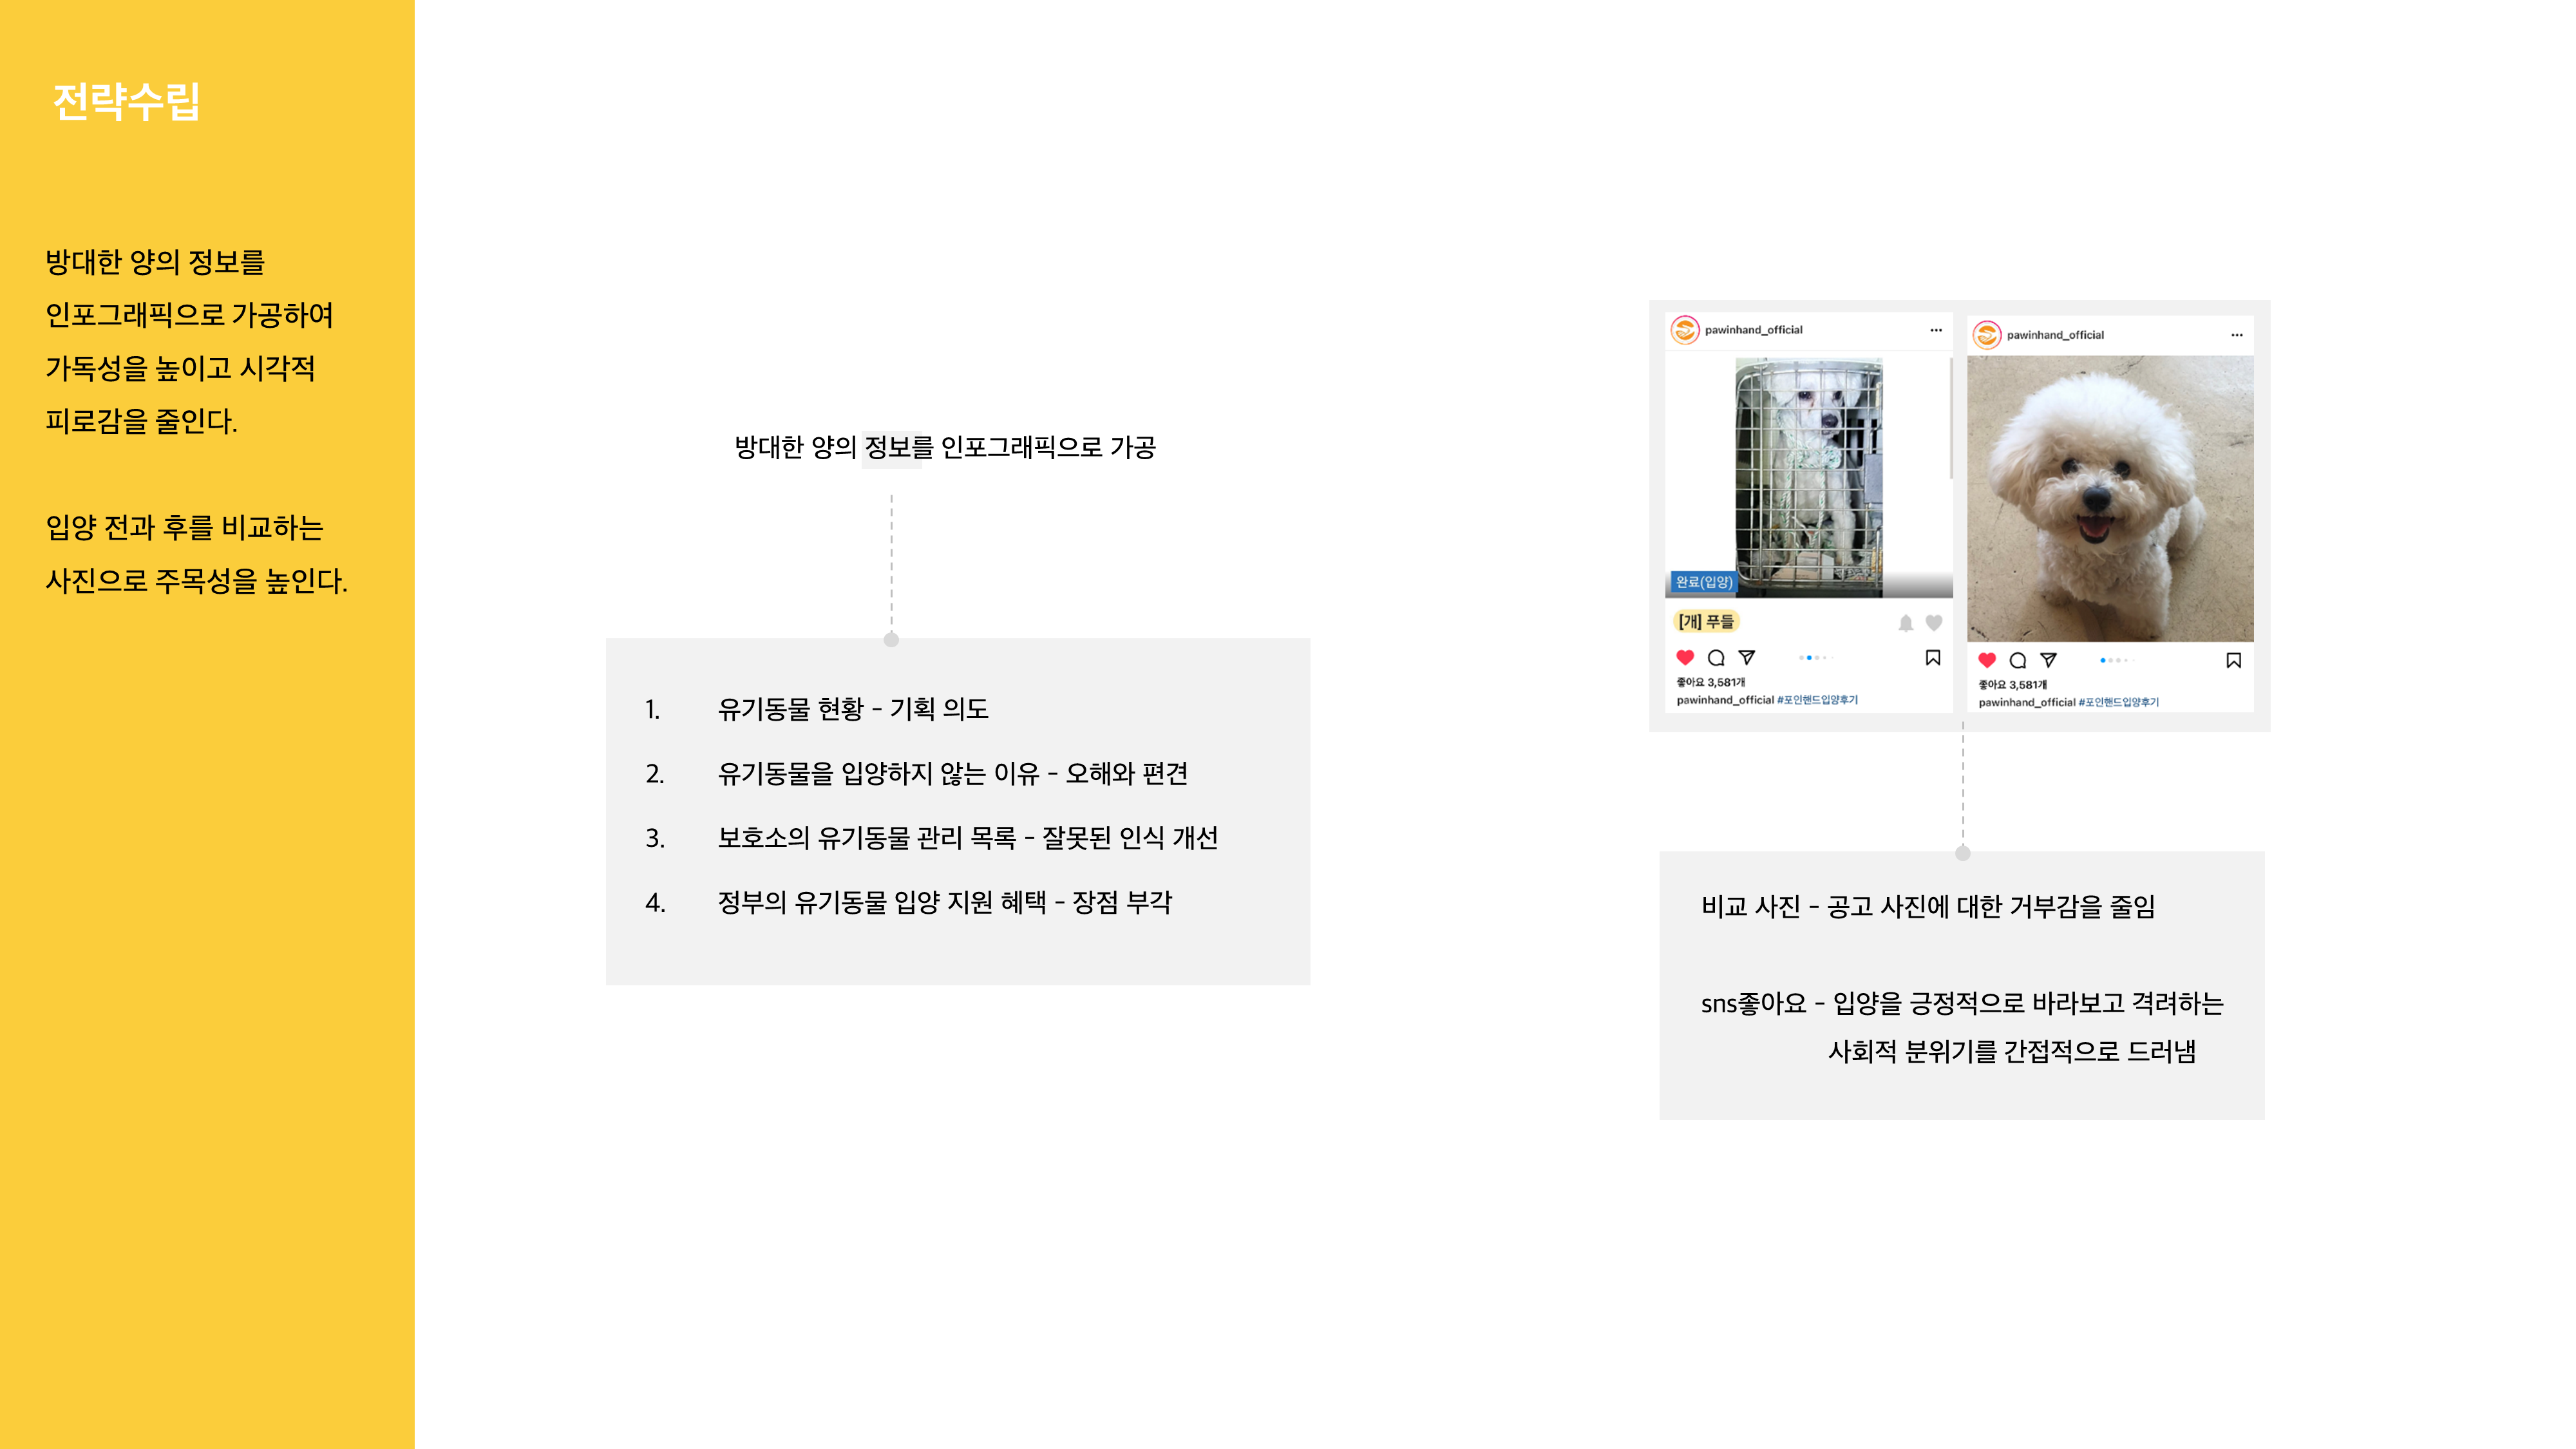 전략수립
방대한 양의 정보를
인포그래픽으로 가공하여
가독성을 높이고 시각적
피로감을 줄인다.
입양 전과 후를 비교하는
사진으로 주목성을 높인다.
방대한 양의 정보를 인포그래픽으로 가공
1. 유기동물 현황 - 기획 의도
2. 유기동물을 입양하지 않는 이유 - 오해와 편견
3. 보호소의 유기동물 관리 목록 - 잘못된 인식 개선
4. 정부의 유기동물 입양 지원 혜택 - 장점 부각
pawinhand_official
완료(입양)
[개] 푸들
좋아요 3,581개
pawinhand_official #포인핸드입양후기
pawinhand_official
좋아요 3,581개
pawinhand_official #포인핸드입양후기
비교 사진 - 공고 사진에 대한 거부감을 줄임
sns좋아요 - 입양을 긍정적으로 바라보고 격려하는
사회적 분위기를 간접적으로 드러냄